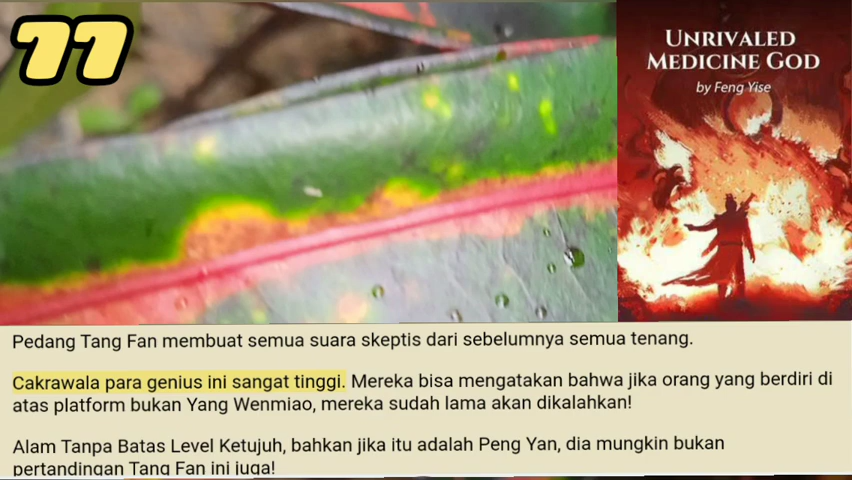 77
UNRIVALED
MEDICINE GOD
by Feng Yise
Pedang Tang Fan membuat semua suara skeptis dari sebelumnya semua tenang.
Cakrawala para genius ini sangat tinggi. Mereka bisa mengatakan bahwa jika orang yang berdiri di
atas platform bukan Yang Wenmiao, mereka sudah lama akan dikalahkan!
Alam Tanpa Batas Level Ketujuh, bahkan jika itu adalah Peng Yan, dia mungkin bukan
pertandingan Tang Fan ini juga!